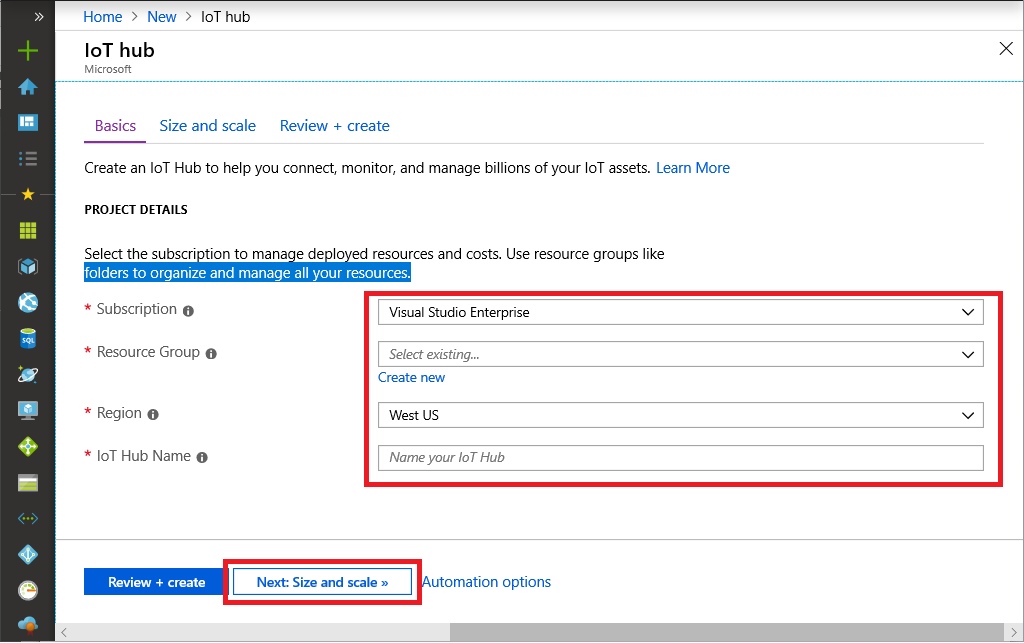 Home > New > IoT hub
IoT hub
Microsoft
Basics Size and scale Review + create
Create an IoT Hub to help you connect, monitor, and manage billions of your IoT assets. Learn More
PROJECT DETAILS
Select the subscription to manage deployed resources and costs. Use resource groups like
folders to organize and manage all your resources.
* Subscription Visual Studio Enterprise
* Resource Group Select existing...
Create new
* Region West US
* IoT Hub Name Name your IoT Hub
Review + create Next: Size and scale » Automation options
SQL